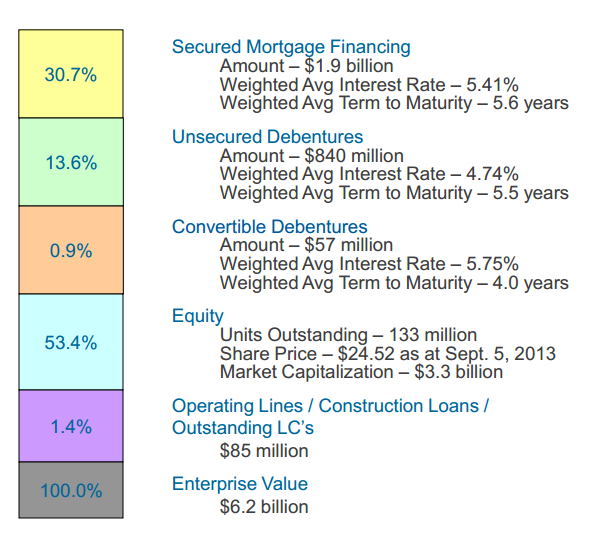 30.7%
Secured Mortgage Financing
Amount – $1.9 billion
Weighted Avg Interest Rate – 5.41%
Weighted Avg Term to Maturity – 5.6 years
13.6%
Unsecured Debentures
Amount – $840 million
Weighted Avg Interest Rate – 4.74%
Weighted Avg Term to Maturity – 5.5 years
0.9%
Convertible Debentures
Amount – $57 million
Weighted Avg Interest Rate – 5.75%
Weighted Avg Term to Maturity – 4.0 years
53.4%
Equity
Units Outstanding – 133 million
Share Price – $24.52 as at Sept. 5, 2013
Market Capitalization – $3.3 billion
1.4%
Operating Lines / Construction Loans /
Outstanding LC’s
$85 million
100.0%
Enterprise Value
$6.2 billion